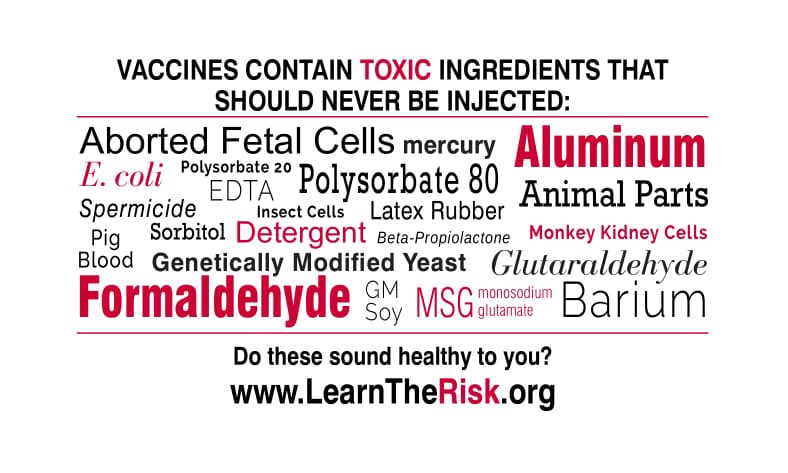 VACCINES CONTAIN TOXIC INGREDIENTS THAT
SHOULD NEVER BE INJECTED:
Aborted Fetal Cells mercury Aluminum
E. coli Polysorbate 20 EDTA Polysorbate 80 Animal Parts
Spermicide Insect Cells Latex Rubber
Pig Blood Sorbitol Detergent Beta-Propiolactone Monkey Kidney Cells
Genetically Modified Yeast Glutaraldehyde
Formaldehyde GM Soy MSG monosodium glutamate Barium
Do these sound healthy to you?
www.LearnTheRisk.org